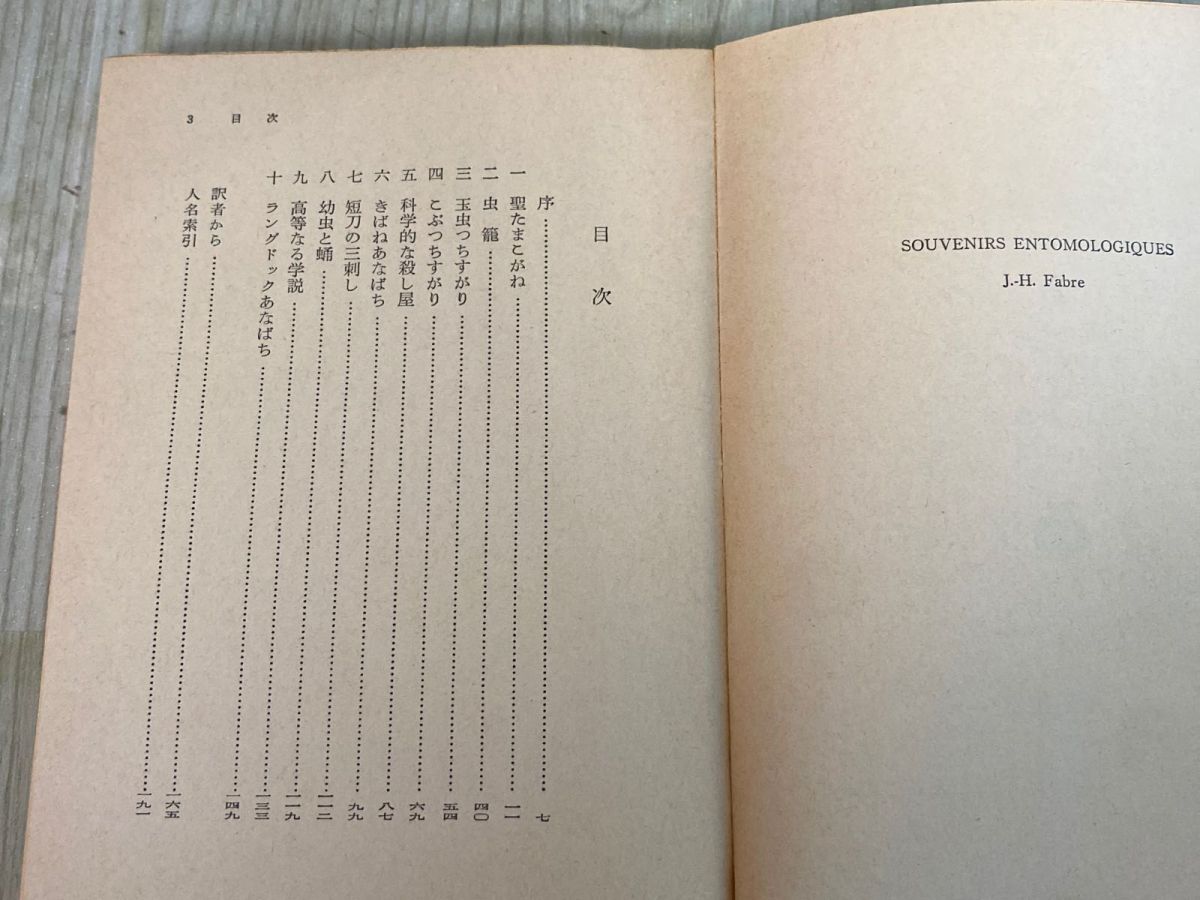 SOUVENIRS ENTOMOLOGIQUES
J.-H. Fabre
3 目次
目次
序……七
一 聖たまこがね……一一
二 虫籠……四〇
三 玉虫つちすがり……五四
四 こぶつちすがり……六九
五 科学的な殺し屋……八七
六 きばねあなばち……九九
七 短刀の三刺し……一一二
八 幼虫と蛹……一一九
九 高等なる学説……一三三
十 ラングドックあなばち……一四九
訳者から……一六五
人名索引……一九一